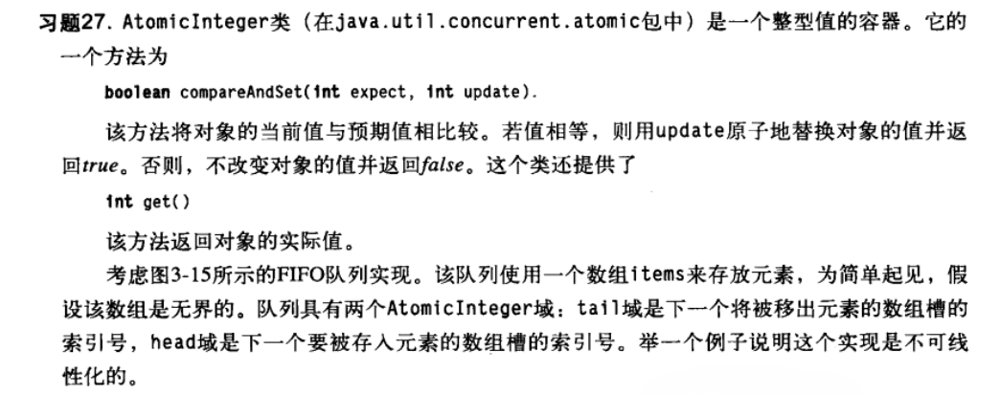 习题27. AtomicInteger类（在java.util.concurrent.atomic包中）是一个整型值的容器。它的
一个方法为
boolean compareAndSet(int expect, int update).
该方法将对象的当前值与预期值相比较。若值相等，则用update原子地替换对象的值并返
回true。否则，不改变对象的值并返回false。这个类还提供了
int get()
该方法返回对象的实际值。
考虑图3-15所示的FIFO队列实现。该队列使用一个数组items来存放元素，为简单起见，假
设该数组是无界的。队列具有两个AtomicInteger域：tail域是下一个将被移出元素的数组槽的
索引号，head域是下一个要被存入元素的数组槽的索引号。举一个例子说明这个实现是不可线
性化的。